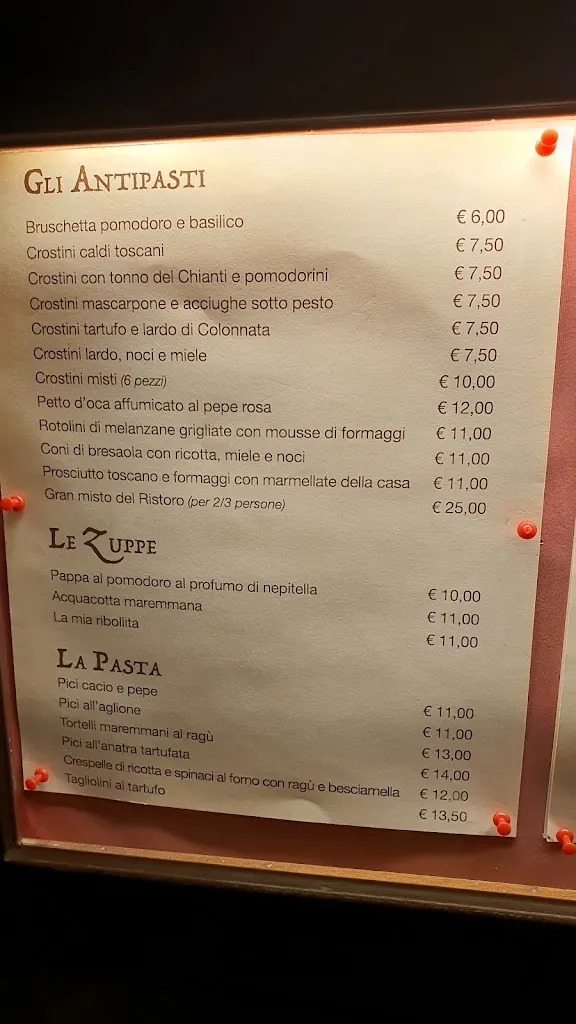 Gli Antipasti
Bruschetta pomodoro e basilico € 6,00
Crostini caldi toscani € 7,50
Crostini con tonno del Chianti e pomodorini € 7,50
Crostini mascarpone e acciughe sotto pesto € 7,50
Crostini tartufo e lardo di Colonnata € 7,50
Crostini lardo, noci e miele € 7,50
Crostini misti (6 pezzi) € 10,00
Petto d'oca affumicato al pepe rosa € 12,00
Rotolini di melanzane grigliate con mousse di formaggi € 11,00
Coni di bresaola con ricotta, miele e noci € 11,00
Prosciutto toscano e formaggi con marmellate della casa € 11,00
Gran misto del Ristoro (per 2/3 persone) € 25,00
Le Zuppe
Pappa al pomodoro al profumo di nepitella € 10,00
Acquacotta maremmana € 11,00
La mia ribollita € 11,00
La Pasta
Pici cacio e pepe € 11,00
Pici all'aglione € 11,00
Tortelli maremmani al ragù € 13,00
Pici all'anatra tartufata € 14,00
Crespelle di ricotta e spinaci al forno con ragù e besciamella € 12,00
Tagliolini al tartufo € 13,50